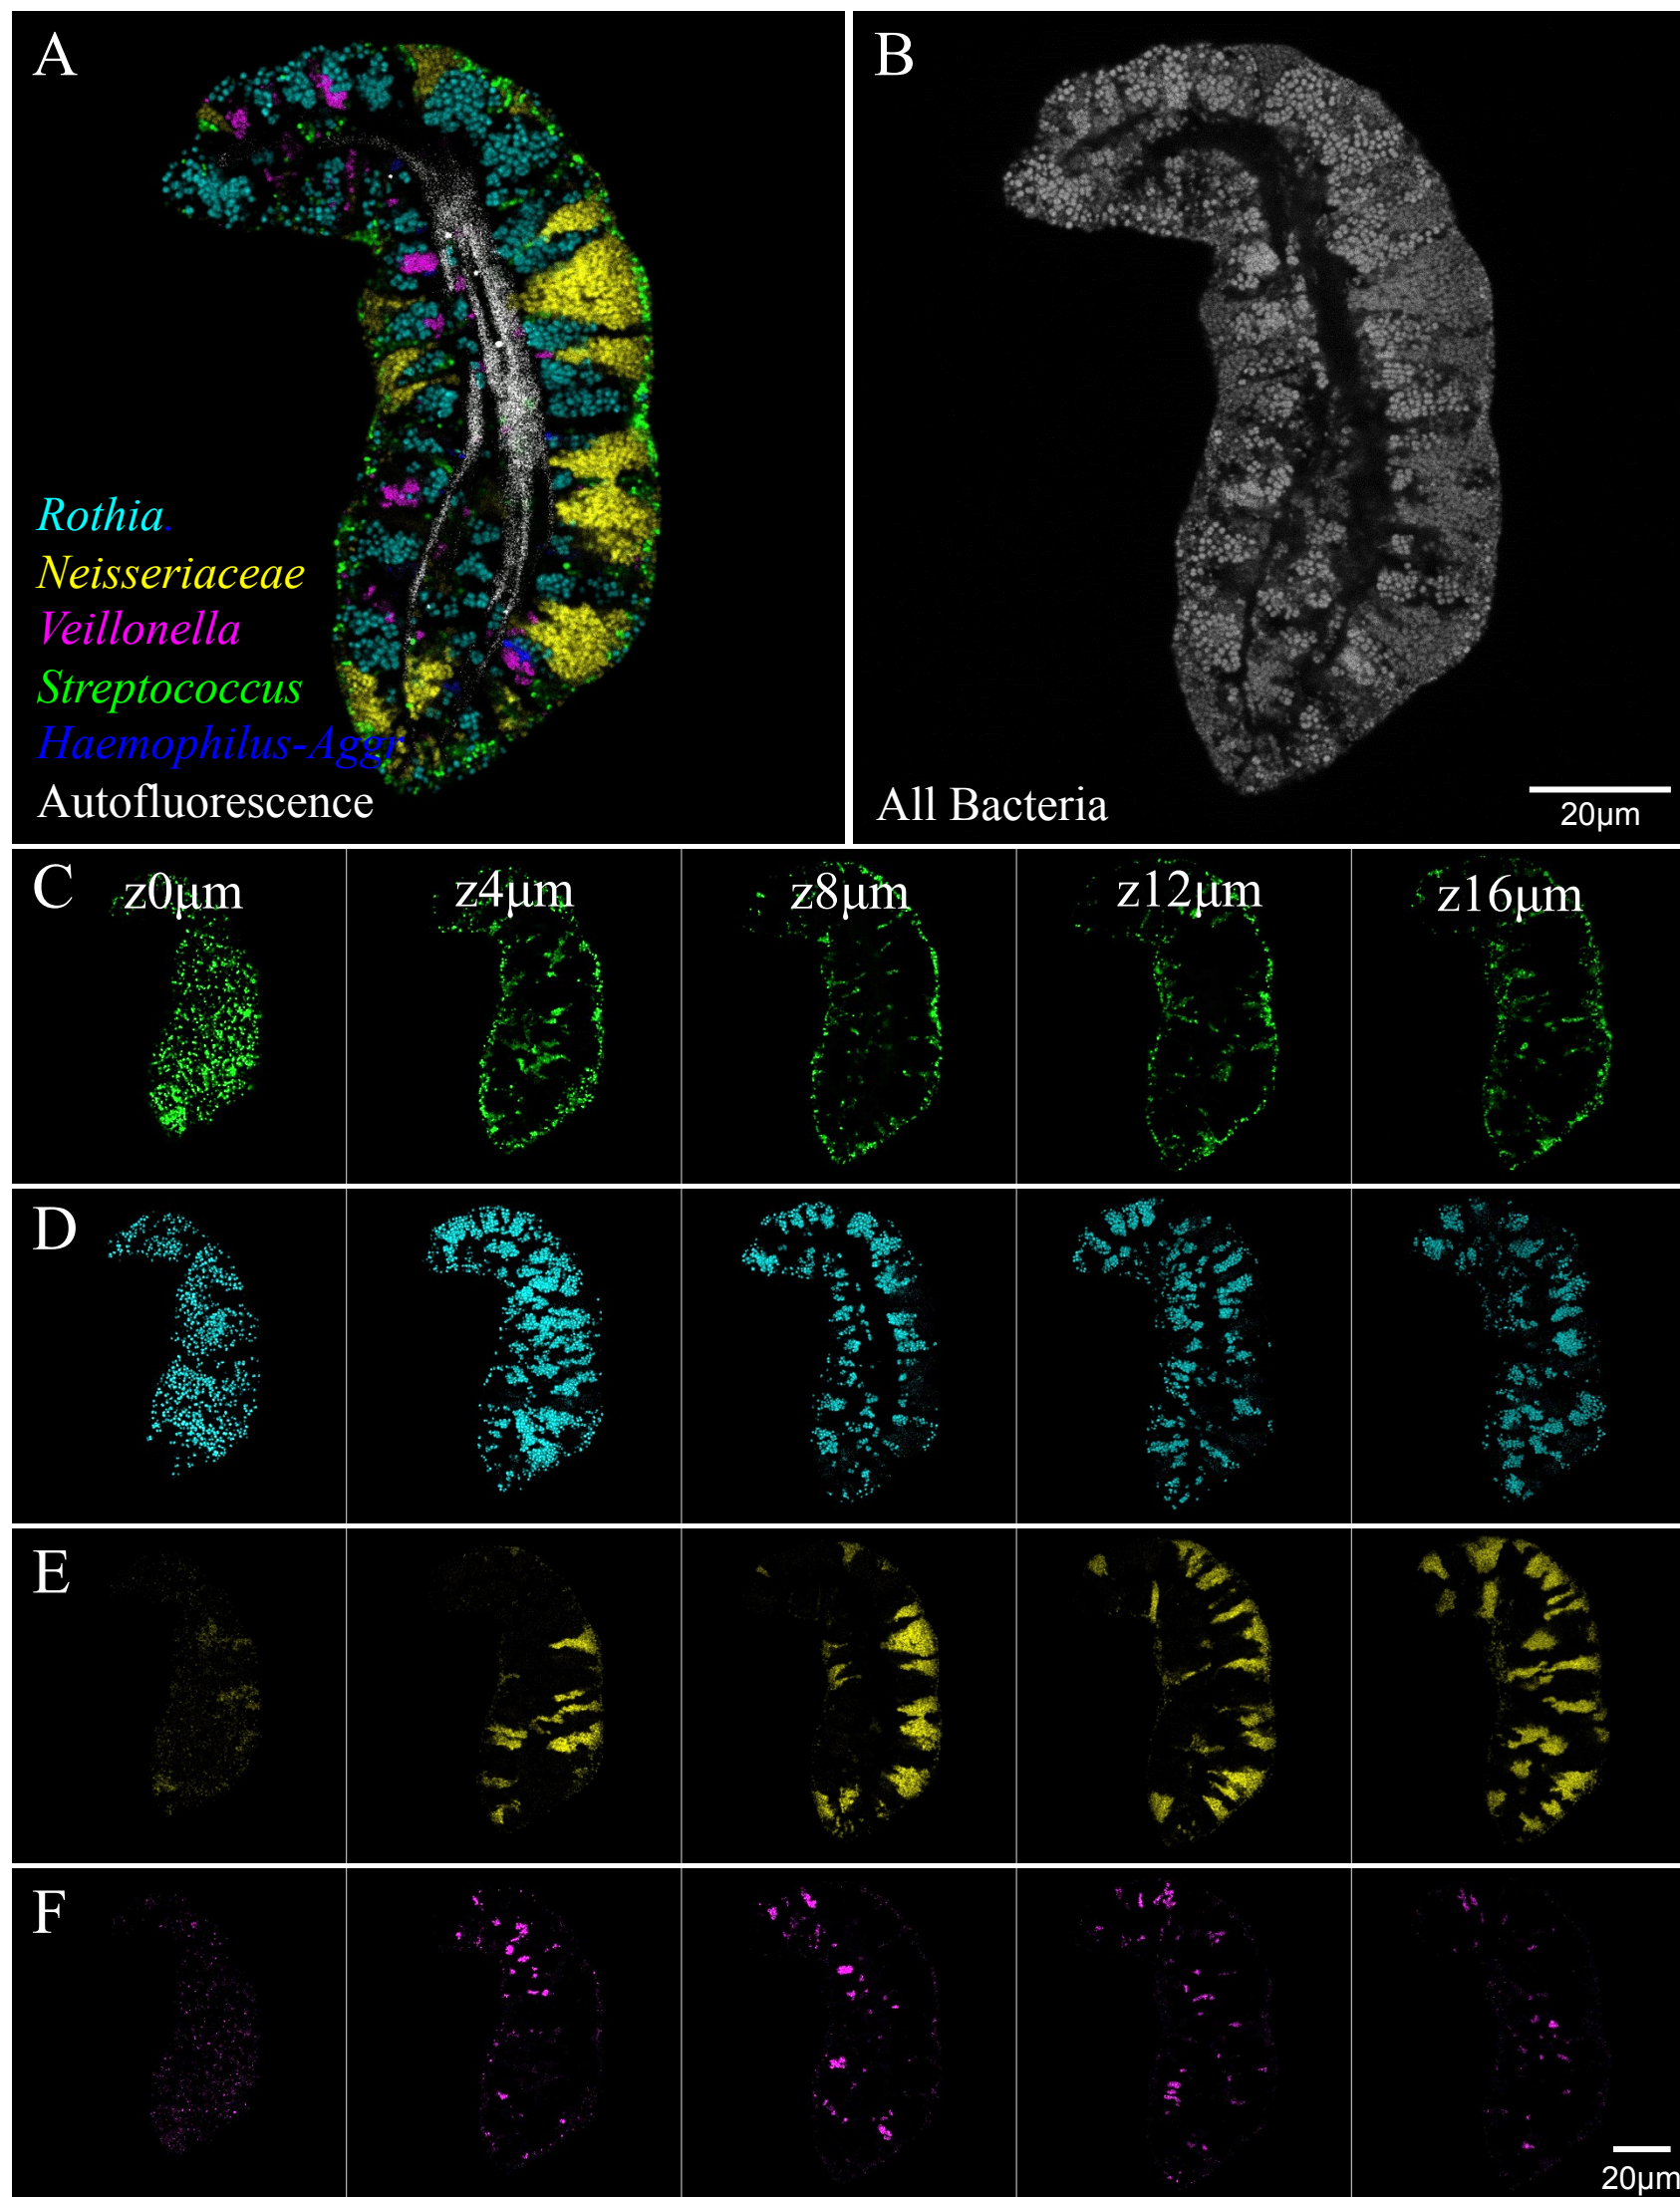 A
B
Rothia.
Neisseriaceae
Veillonella
Streptococcus
Haemophilus-Aggr
Autofluorescence
All Bacteria
20µm
C
z0µm
z4µm
z8µm
z12µm
z16µm
D
E
F
20µm